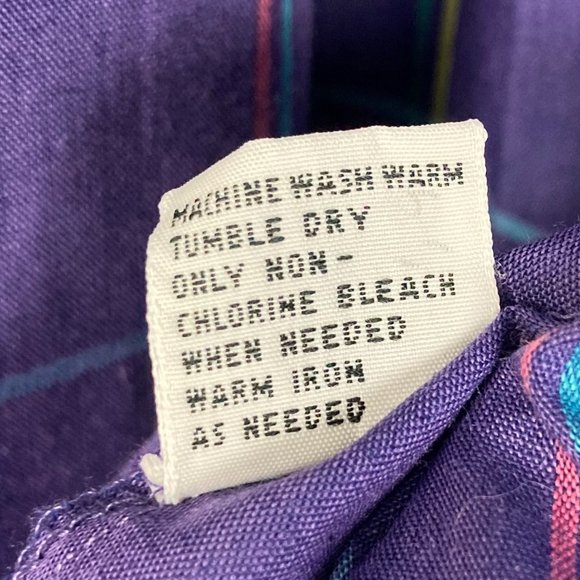 MACHINE WASH WARM
TUMBLE DRY
ONLY NON-
CHLORINE BLEACH
WHEN NEEDED
WARM IRON
AS NEEDED